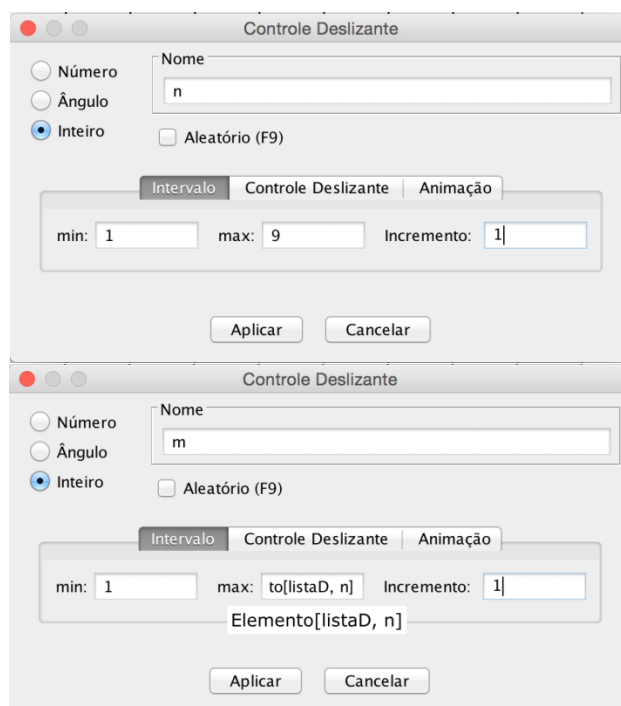 Controle Deslizante
Número
Ângulo
Inteiro
Nome
n
Aleatório (F9)
Intervalo Controle Deslizante Animação
min: 1 max: 9 Incremento: 1
Aplicar Cancelar
Controle Deslizante
Número
Ângulo
Inteiro
Nome
m
Aleatório (F9)
Intervalo Controle Deslizante Animação
min: 1 max: to[listaD, n] Incremento: 1
Elemento[listaD, n]
Aplicar Cancelar